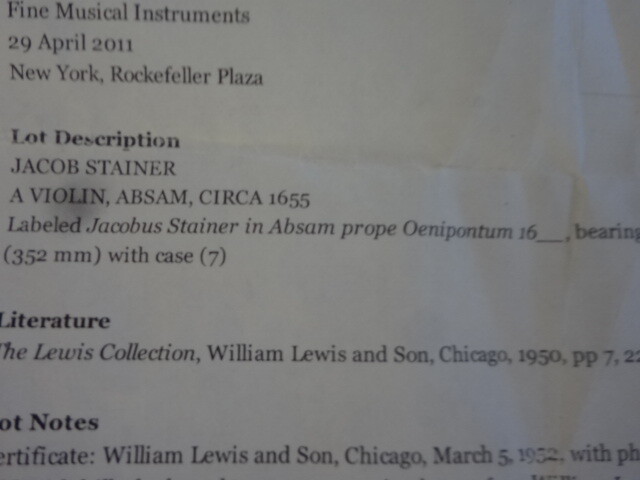 Fine Musical Instruments
29 April 2011
New York, Rockefeller Plaza
Lot Description
JACOB STAINER
A VIOLIN, ABSAM, CIRCA 1655
Labeled Jacobus Stainer in Absam prope Oenipontum 16__, bearing
(352 mm) with case (7)
Literature
The Lewis Collection, William Lewis and Son, Chicago, 1950, pp 7, 22
ot Notes
ertificate: William Lewis and Son, Chicago, March 5, 1952, with ph